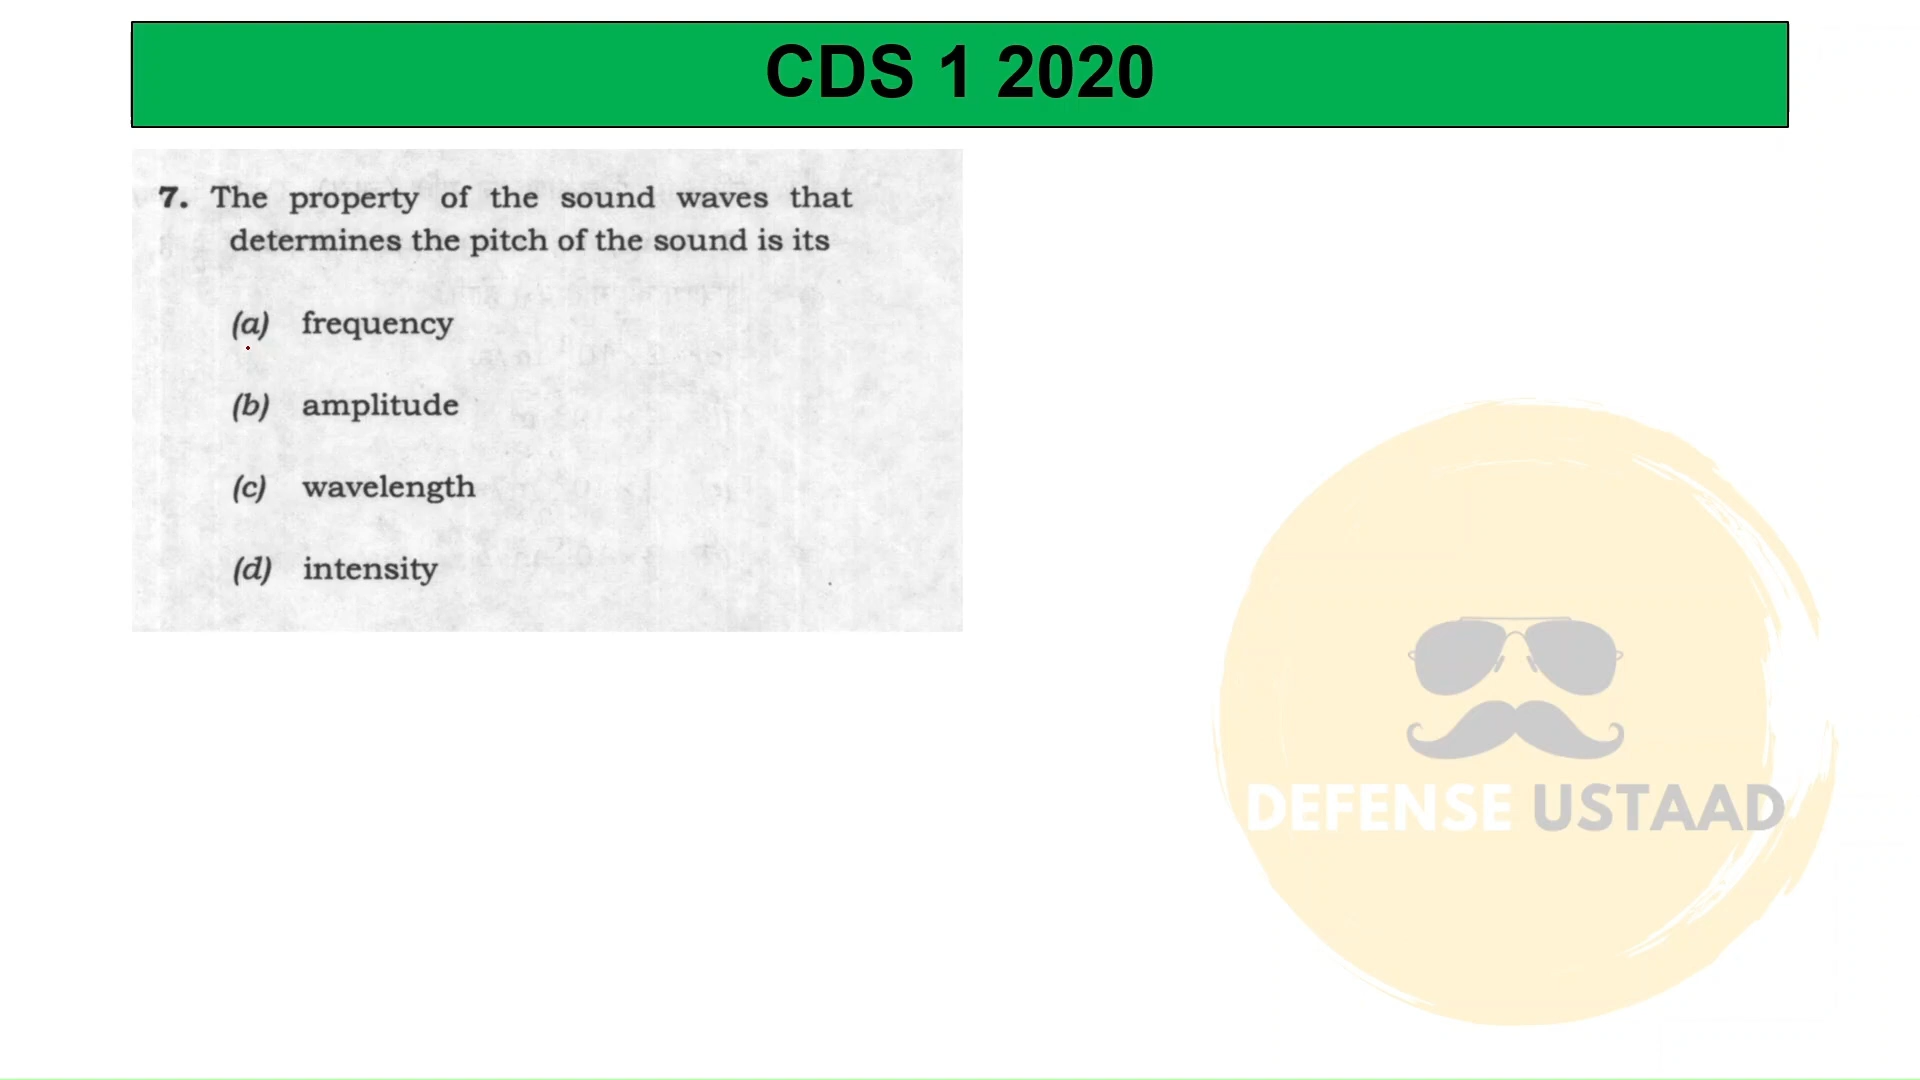 CDS 1 2020
7. The property of the sound waves that
determines the pitch of the sound is its
(a) frequency
(b) amplitude
(c) wavelength
(d) intensity
DEFENSE USTAAD